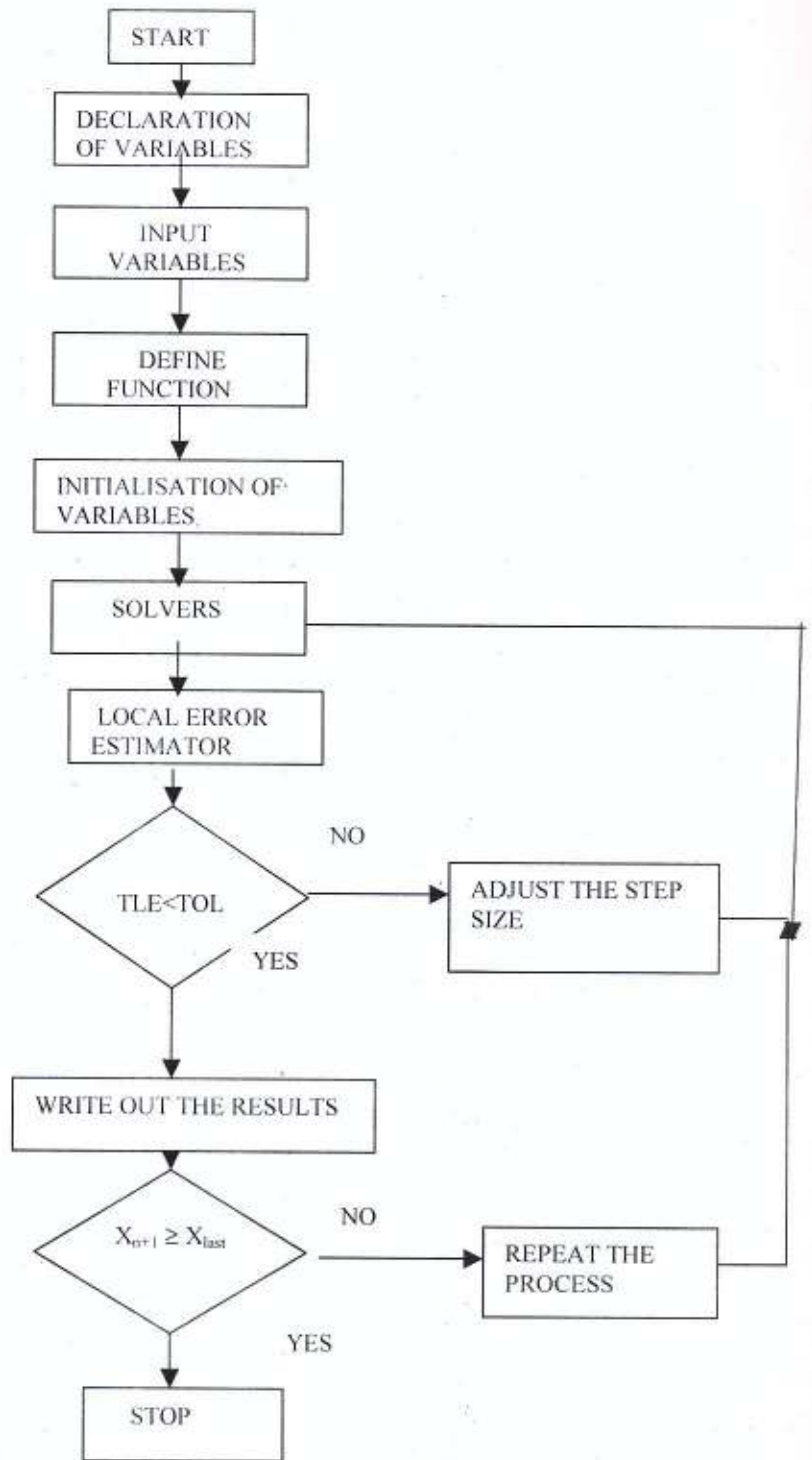 START
DECLARATION
OF VARIABLES
INPUT
VARIABLES
DEFINE
FUNCTION
INITIALISATION OF
VARIABLES.
SOLVERS
LOCAL ERROR
ESTIMATOR
NO
TLE<TOL
ADJUST THE STEP
SIZE
YES
WRITE OUT THE RESULTS
NO
Xₙ₊₁ ≥ Xlast
REPEAT THE
PROCESS
YES
STOP